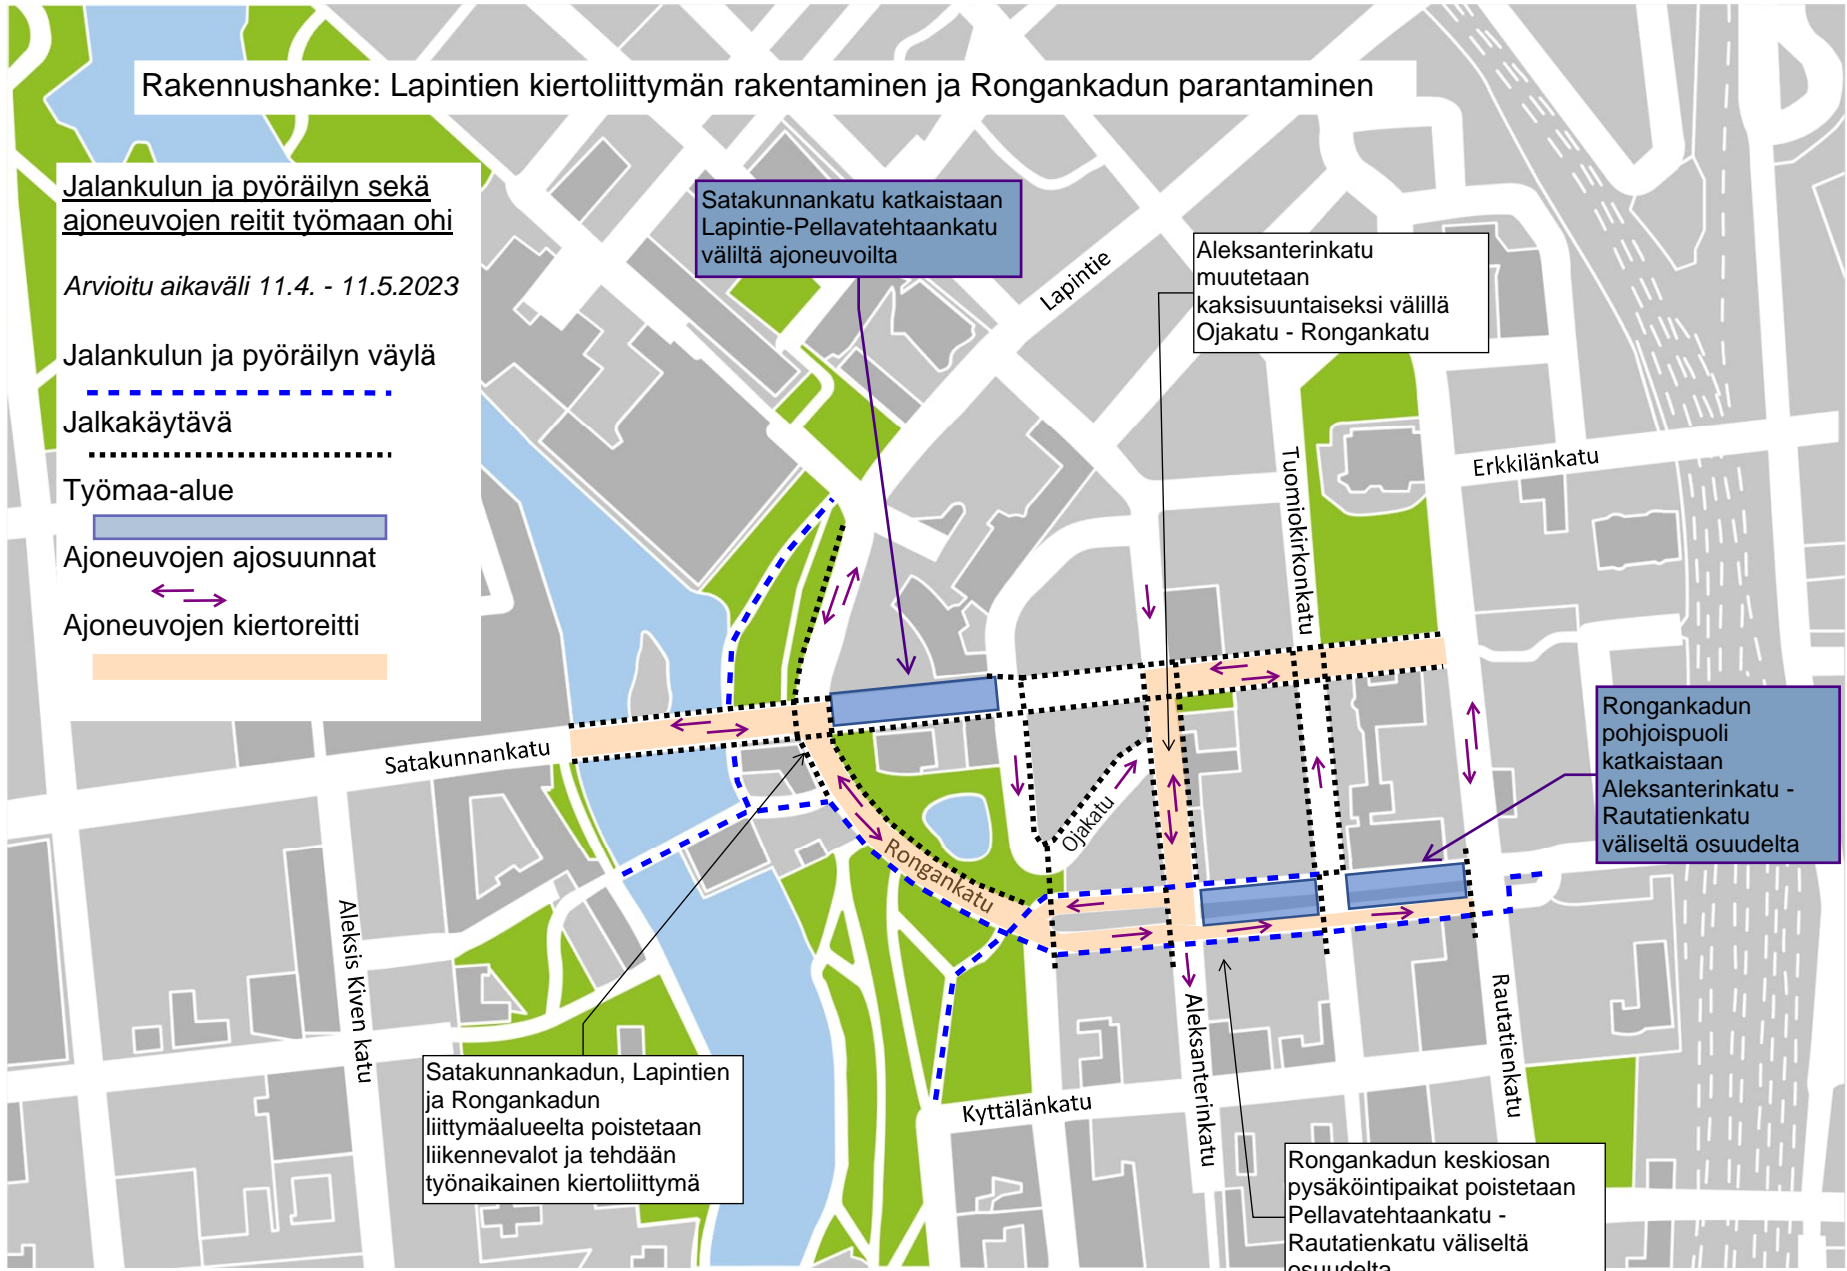 Rakennushanke: Lapintien kiertoliittymän rakentaminen ja Rongankadun parantaminen
Jalankulun ja pyöräilyn sekä
ajoneuvojen reitit työmaan ohi
Arvioitu aikaväli 11.4. - 11.5.2023
Jalankulun ja pyöräilyn väylä
Jalkakäytävä
Työmaa-alue
Ajoneuvojen ajosuunnat
Ajoneuvojen kiertoreitti
Satakunnankatu katkaistaan
Lapintie-Pellavatehtaankatu
väliltä ajoneuvoilta
Lapintie
Aleksanterinkatu
muutetaan
kaksisuuntaiseksi välillä
Ojakatu - Rongankatu
Tuomiokirkonkatu
Erkkilänkatu
Satakunnankatu
Rongankatu
Ojakatu
Rongankadun
pohjoispuoli
katkaistaan
Aleksanterinkatu -
Rautatienkatu
väliseltä osuudelta
Aleksis Kiven katu
Aleksanterinkatu
Rautatienkatu
Kyttälänkatu
Satakunnankadun, Lapintien
ja Rongankadun
liittymäalueelta poistetaan
liikennevalot ja tehdään
työnaikainen kiertoliittymä
Rongankadun keskiosan
pysäköintipaikat poistetaan
Pellavatehtaankatu -
Rautatienkatu väliseltä
osuudelta